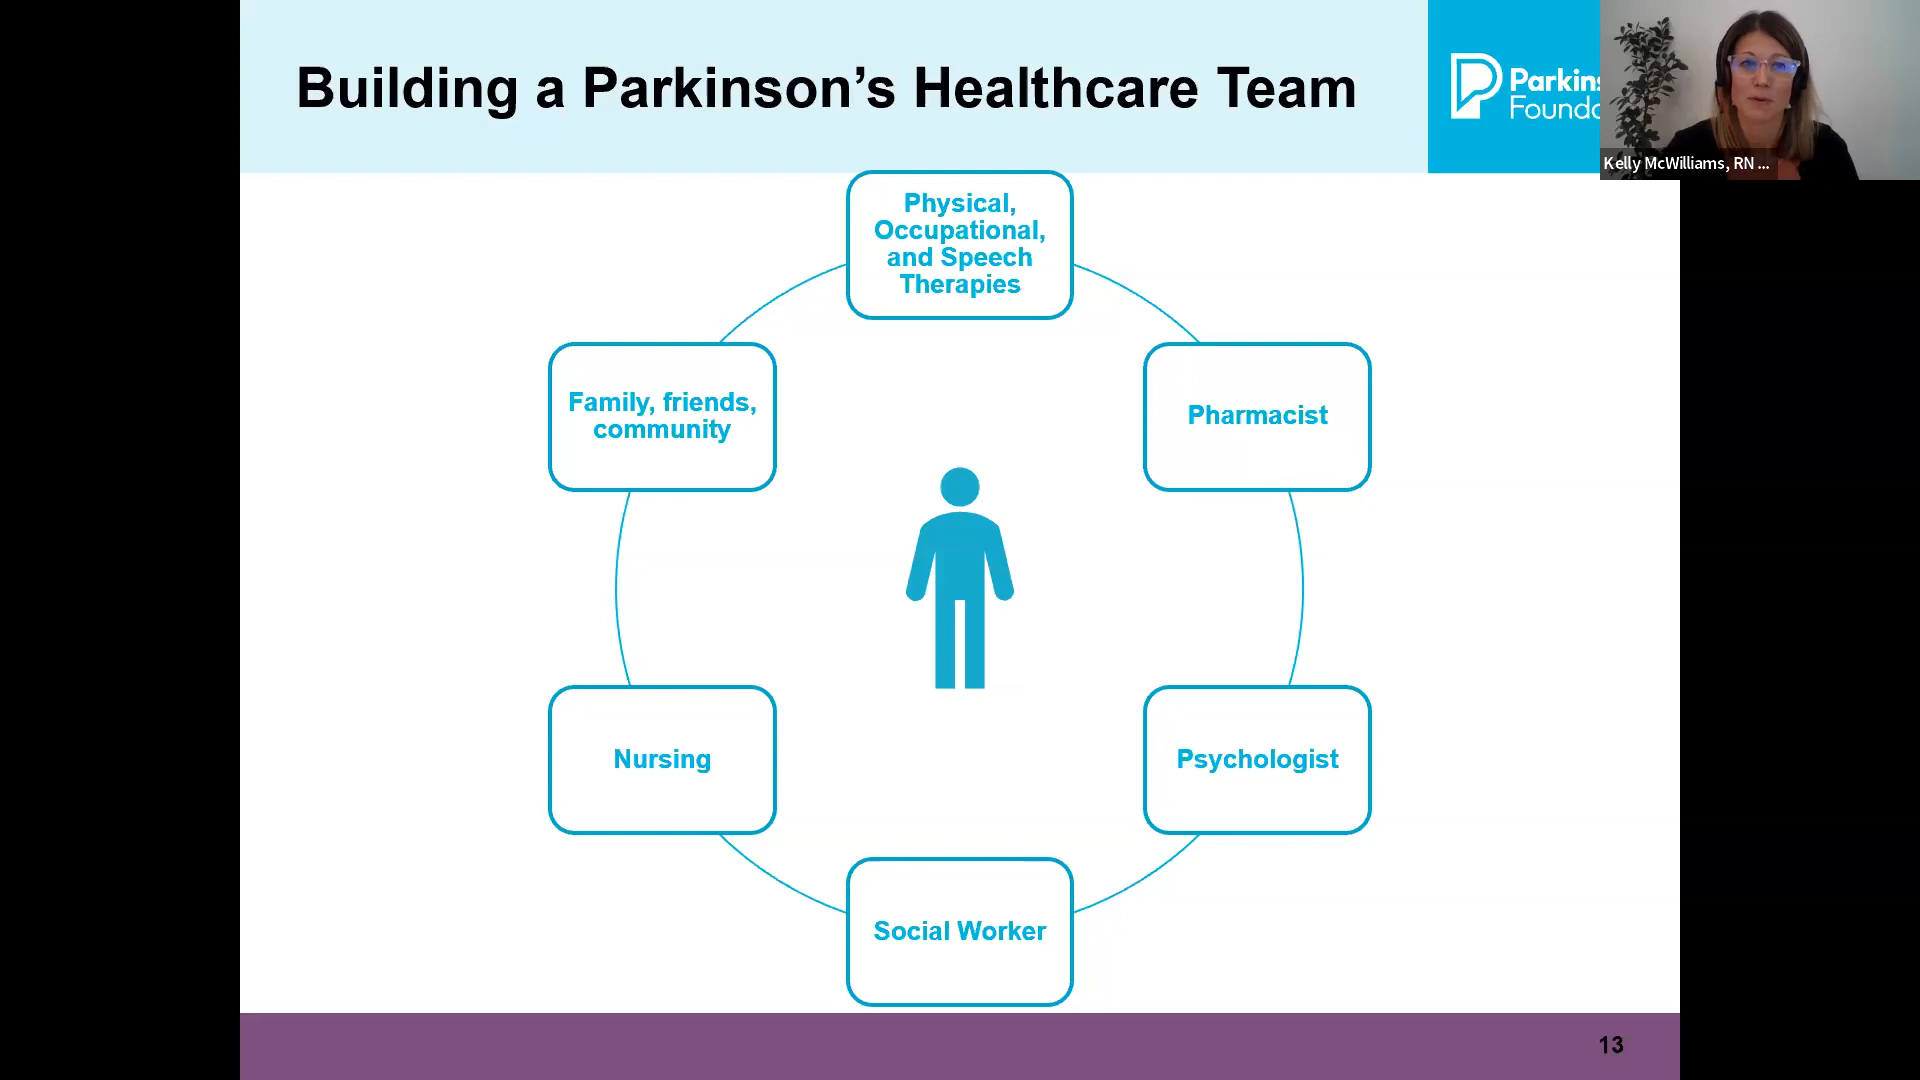 Building a Parkinson’s Healthcare Team
Parkins
Founda
Kelly McWilliams, RN ...
Physical,
Occupational,
and Speech
Therapies
Family, friends,
community
Pharmacist
Nursing
Psychologist
Social Worker
13